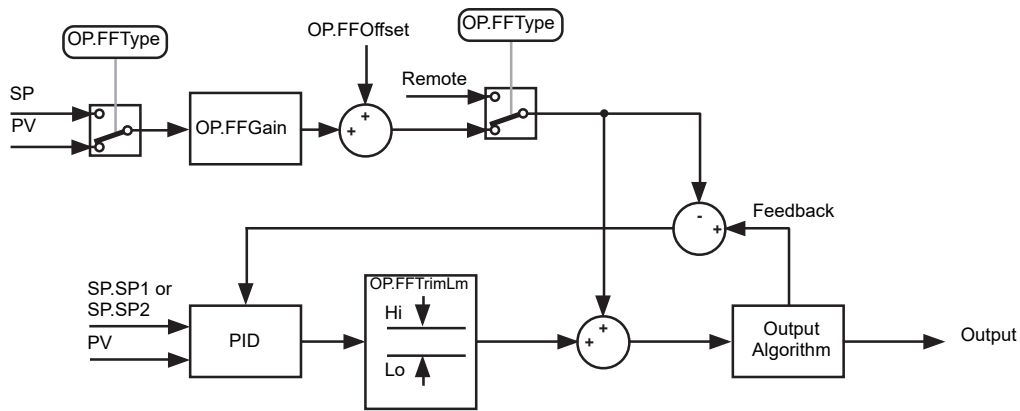 OP.FFType
OP.FFOffset
OP.FFType
SP
PV
OP.FFGain
+
+
Remote
-
+
Feedback
SP.SP1 or
SP.SP2
PV
PID
OP.FFTrimLm
Hi
Lo
+
+
Output
Algorithm
Output